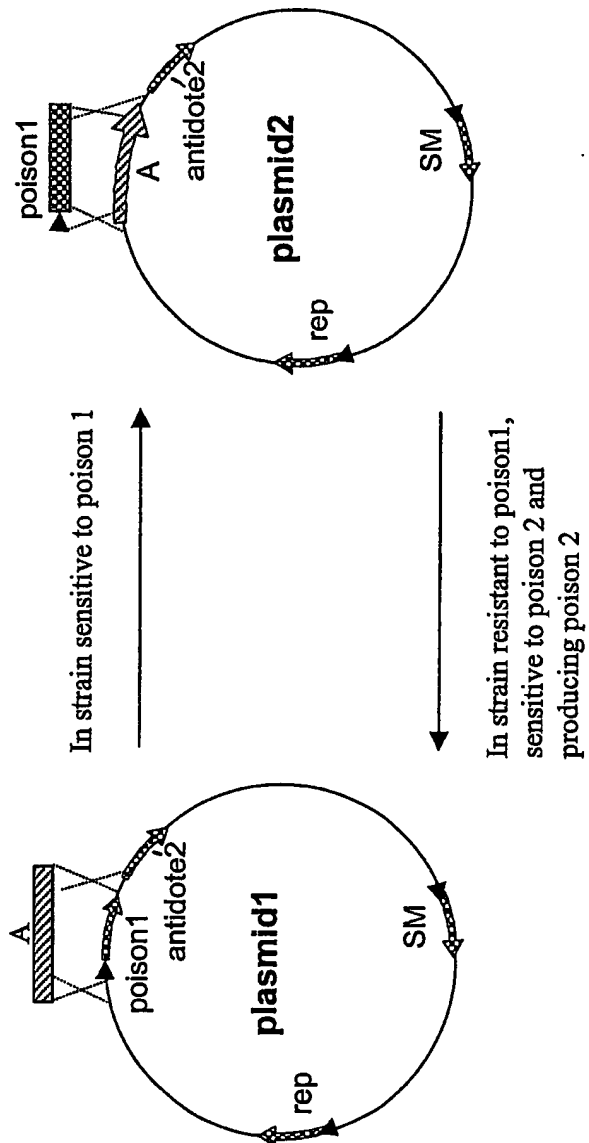 A
poison1
antidote2
plasmid1
rep
SM
In strain sensitive to poison 1
In strain resistant to poison1,
sensitive to poison 2 and
producing poison 2
poison1
A
antidote2
plasmid2
rep
SM